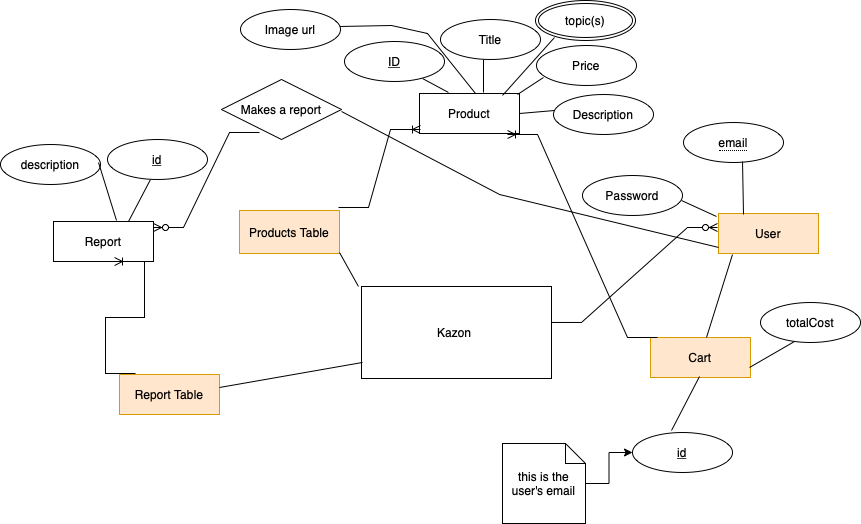 topic(s)
Image url
Title
ID
Price
Makes a report
Product
Description
email
description
id
Password
Report
Products Table
User
totalCost
Kazon
Cart
Report Table
id
this is the
user's email